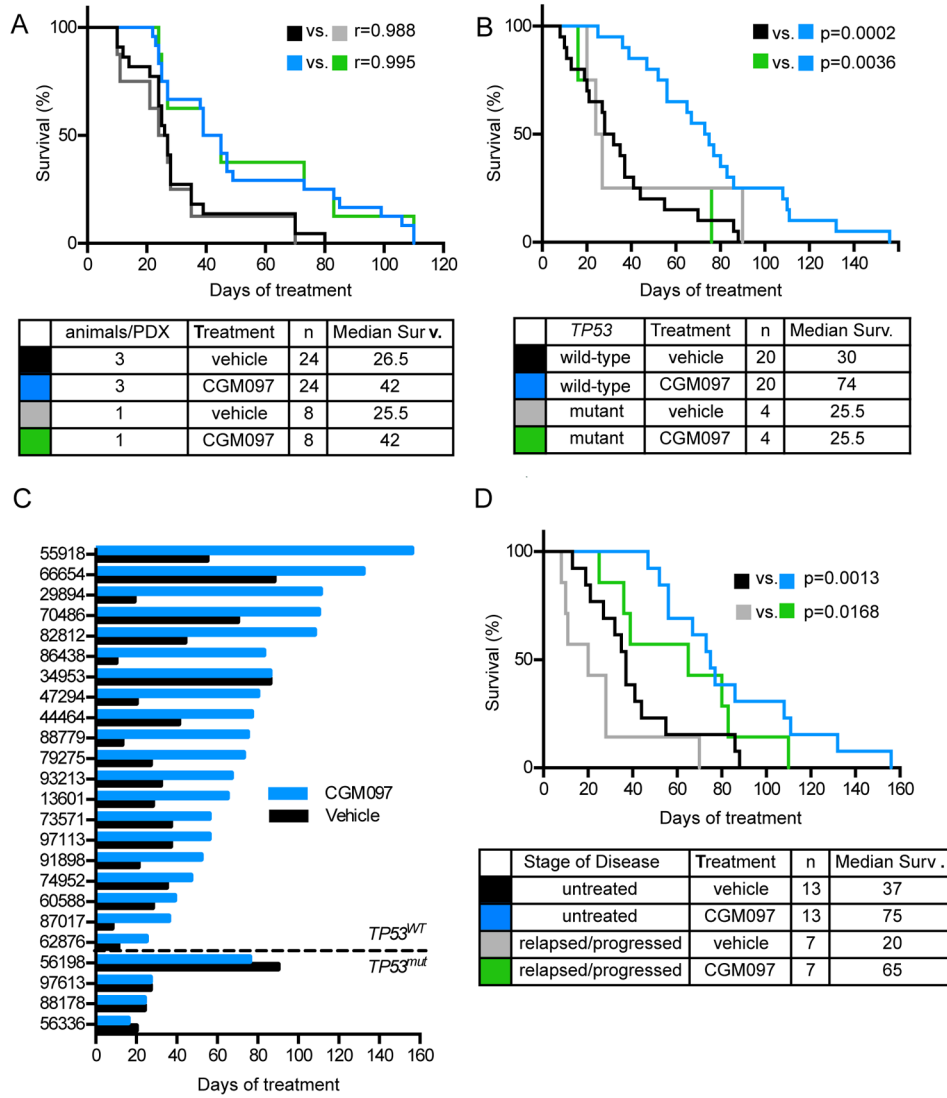 A
Survival (%)
100
50
0
0 20 40 60 80 100 120
Days of treatment
vs. r=0.988
vs. r=0.995
animals/PDX Treatment n Median Surv.
3 vehicle 24 26.5
3 CGM097 24 42
1 vehicle 8 25.5
1 CGM097 8 42
B
Survival (%)
100
50
0
0 20 40 60 80 100 120 140
Days of treatment
vs. p=0.0002
vs. p=0.0036
TP53 Treatment n Median Surv.
wild-type vehicle 20 30
wild-type CGM097 20 74
mutant vehicle 4 25.5
mutant CGM097 4 25.5
C
55918
66654
29894
70486
82812
86438
34953
47294
44464
88779
79275
93213
13601
73571
97113
91898
74952
60588
87017
62876
56198
97613
88178
56336
CGM097
Vehicle
TP53WT
TP53mut
0 20 40 60 80 100 120 140 160
Days of treatment
D
Survival (%)
100
50
0
0 20 40 60 80 100 120 140 160
Days of treatment
vs. p=0.0013
vs. p=0.0168
Stage of Disease Treatment n Median Surv.
untreated vehicle 13 37
untreated CGM097 13 75
relapsed/progressed vehicle 7 20
relapsed/progressed CGM097 7 65